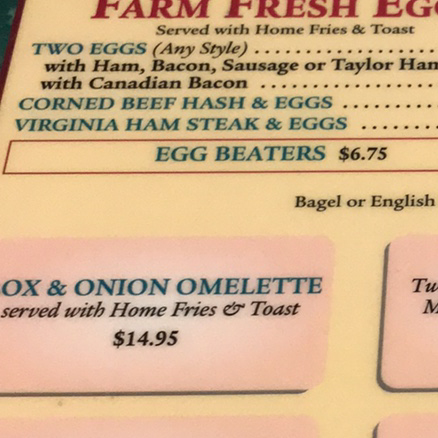 FARM FRESH EGG
Served with Home Fries & Toast
TWO EGGS (Any Style) ..................
with Ham, Bacon, Sausage or Taylor Ham
with Canadian Bacon ..................
CORNED BEEF HASH & EGGS .........
VIRGINIA HAM STEAK & EGGS .......
EGG BEATERS $6.75
Bagel or English
OX & ONION OMELETTE
served with Home Fries & Toast
$14.95
Tu
M